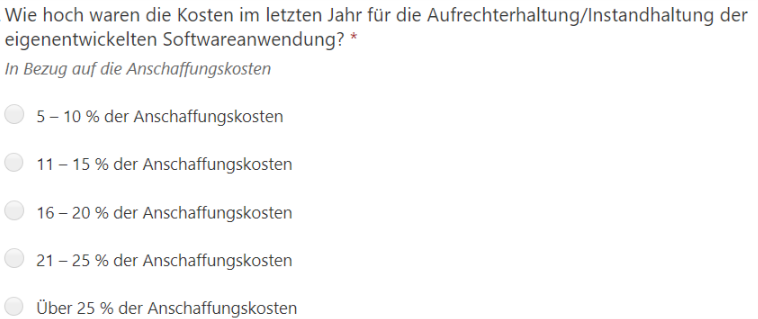 Wie hoch waren die Kosten im letzten Jahr für die Aufrechterhaltung/Instandhaltung der
eigenentwickelten Softwareanwendung? *
In Bezug auf die Anschaffungskosten
5 – 10 % der Anschaffungskosten
11 – 15 % der Anschaffungskosten
16 – 20 % der Anschaffungskosten
21 – 25 % der Anschaffungskosten
Über 25 % der Anschaffungskosten